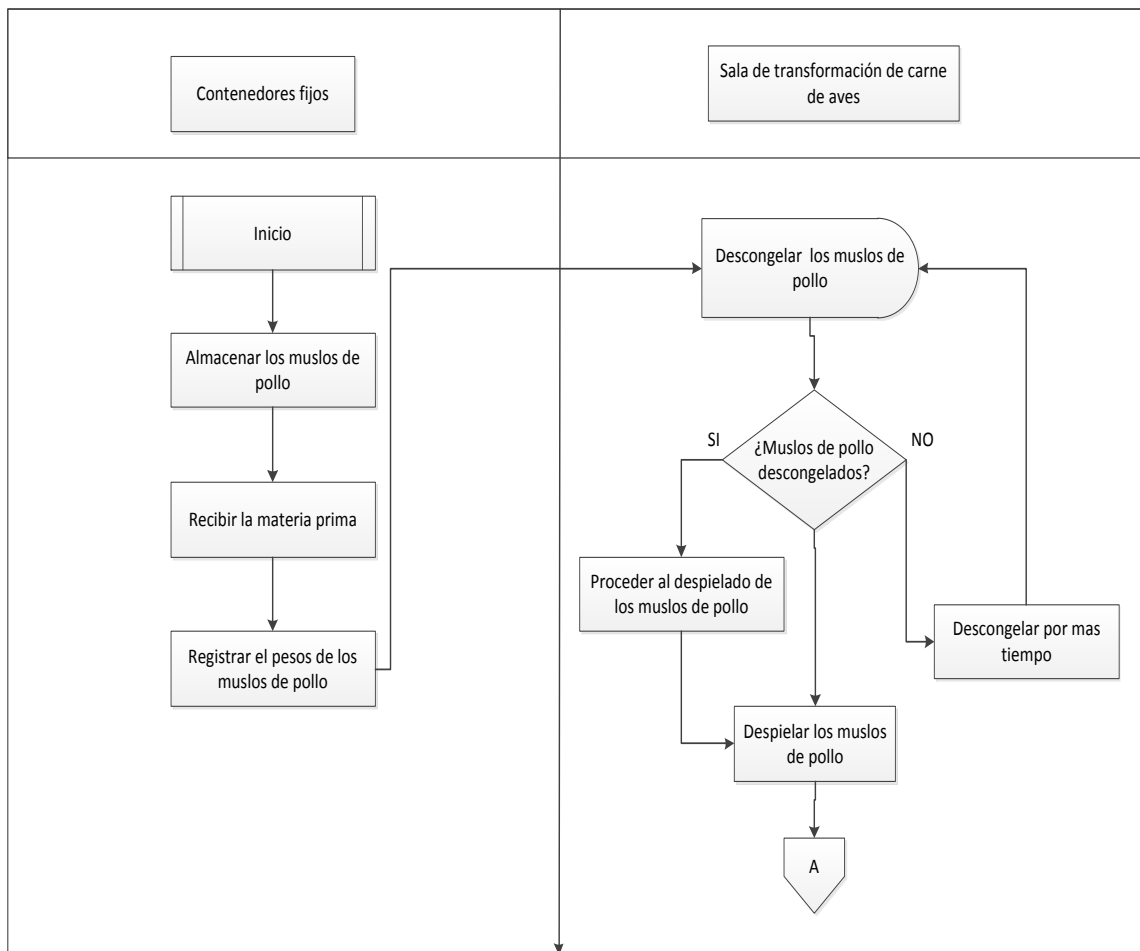 Contenedores fijos
Sala de transformación de carne
de aves
Inicio
Almacenar los muslos de
pollo
Recibir la materia prima
Registrar el pesos de los
muslos de pollo
Descongelar los muslos de
pollo
SI
¿Muslos de pollo
descongelados?
NO
Proceder al despielado de
los muslos de pollo
Descongelar por mas
tiempo
Despielar los muslos
de pollo
A